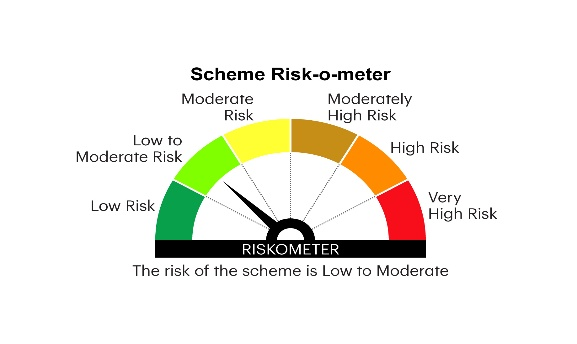 Scheme Risk-o-meter
Moderate
Risk
Moderately
High Risk
Low to
Moderate Risk
High Risk
Low Risk
Very
High Risk
RISKOMETER
The risk of the scheme is Low to Moderate